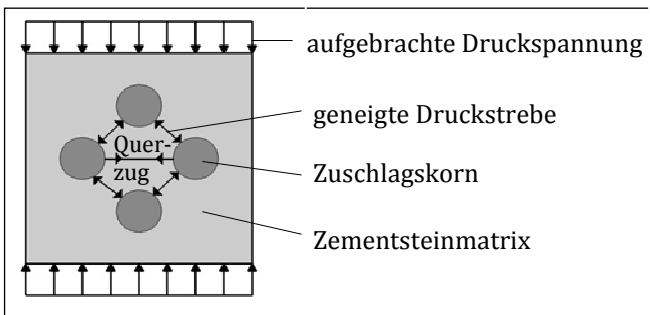 aufgebrachte Druckspannung
geneigte Druckstrebe
Quer-
zug
Zuschlagskorn
Zementsteinmatrix